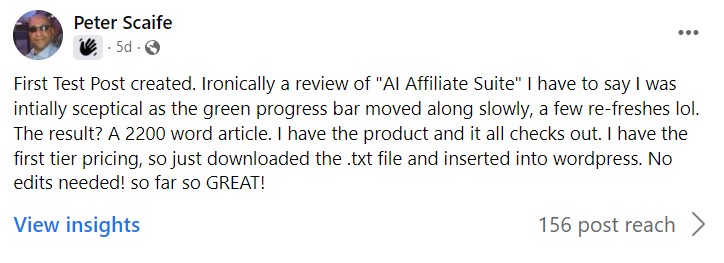 Peter Scaife
· 5d ·
First Test Post created. Ironically a review of "AI Affiliate Suite" I have to say I was
intially sceptical as the green progress bar moved along slowly, a few re-freshes lol.
The result? A 2200 word article. I have the product and it all checks out. I have the
first tier pricing, so just downloaded the .txt file and inserted into wordpress. No
edits needed! so far so GREAT!
View insights
156 post reach